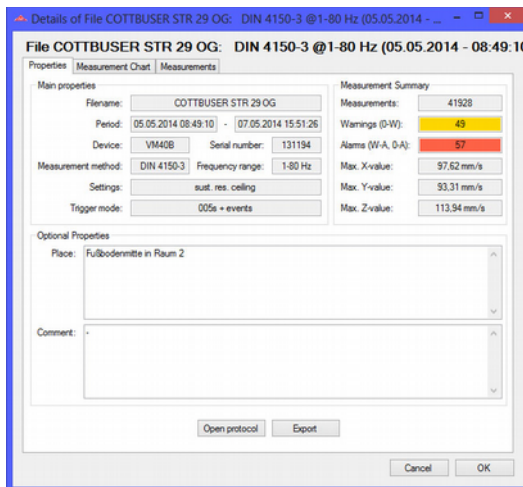 Details of File COTTBUSER STR 29 OG: DIN 4150-3 @1-80 Hz (05.05.2014 - ...
File COTTBUSER STR 29 OG: DIN 4150-3 @1-80 Hz (05.05.2014 - 08:49:10
Properties Measurement Chart Measurements
Main properties
Filename: COTTBUSER STR 29 OG
Period: 05.05.2014 08:49:10 - 07.05.2014 15:51:26
Device: VM40B Serial number: 131194
Measurement method: DIN 4150-3 Frequency range: 1-80 Hz
Settings: sust. res. ceiling
Trigger mode: 005s + events
Measurement Summary
Measurements: 41928
Warnings (0-W): 49
Alarms (W-A, 0-A): 57
Max. X-value: 97,62 mm/s
Max. Y-value: 93,31 mm/s
Max. Z-value: 113,94 mm/s
Optional Properties
Place: Fußbodenmitte in Raum 2
Comment: -
Open protocol Export
Cancel OK